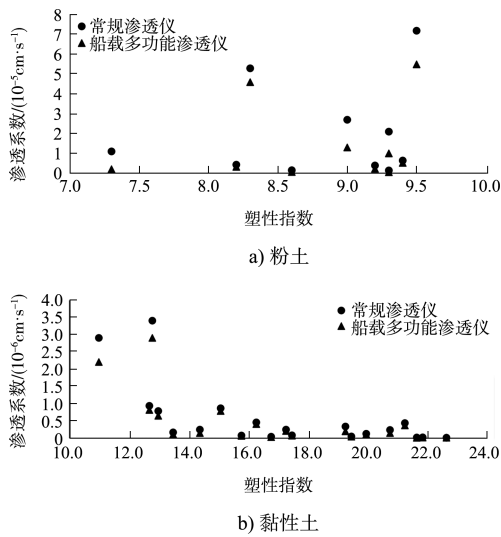 8
7
6
5
4
3
2
1
0
渗透系数/(10⁻⁵cm·s⁻¹)
● 常规渗透仪
▲ 船载多功能渗透仪
7.0 7.5 8.0 8.5 9.0 9.5 10.0
塑性指数
a) 粉土
4.0
3.5
3.0
2.5
2.0
1.5
1.0
0.5
0
渗透系数/(10⁻⁶cm·s⁻¹)
● 常规渗透仪
▲ 船载多功能渗透仪
10.0 12.0 14.0 16.0 18.0 20.0 22.0 24.0
塑性指数
b) 黏性土